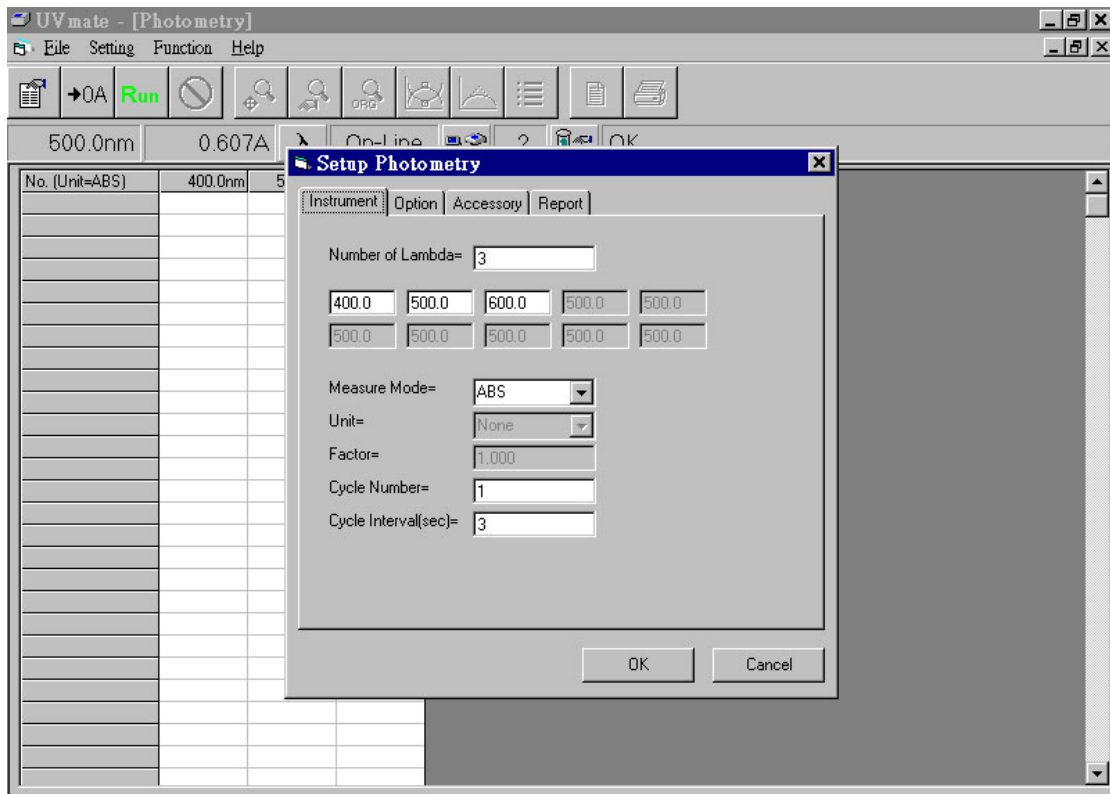 UVmate - [Photometry]
Eile Setting Function Help
→0A Run ORG
500.0nm 0.607A λ On-Line 2 OK
Setup Photometry
No. (Unit=ABS) 400.0nm 5
Instrument Option Accessory Report
Number of Lambda= 3
400.0 500.0 600.0 500.0 500.0
500.0 500.0 500.0 500.0 500.0
Measure Mode= ABS
Unit= None
Factor= 1.000
Cycle Number= 1
Cycle Interval(sec)= 3
OK Cancel